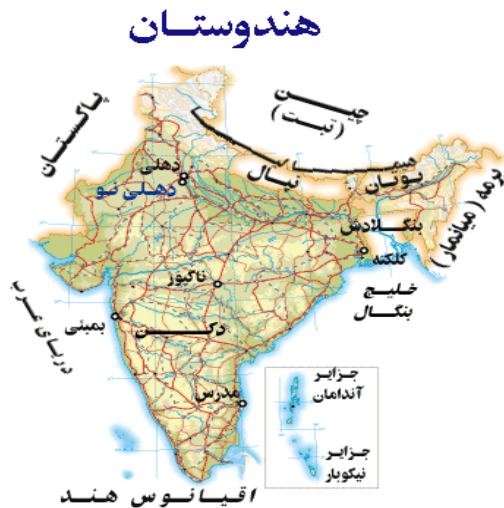 هندوستان
چین
(تبت)
پاکستان
هیمالیا
نپال
بوتان
برمه (میانمار)
دهلی
دهلی نو
بنگلادش
کلکته
ناگپور
خلیج
بنگال
دریای عرب
بمبئی
دکن
مدرس
جزایر
آندامان
جزایر
نیکوبار
اقیانوس هند